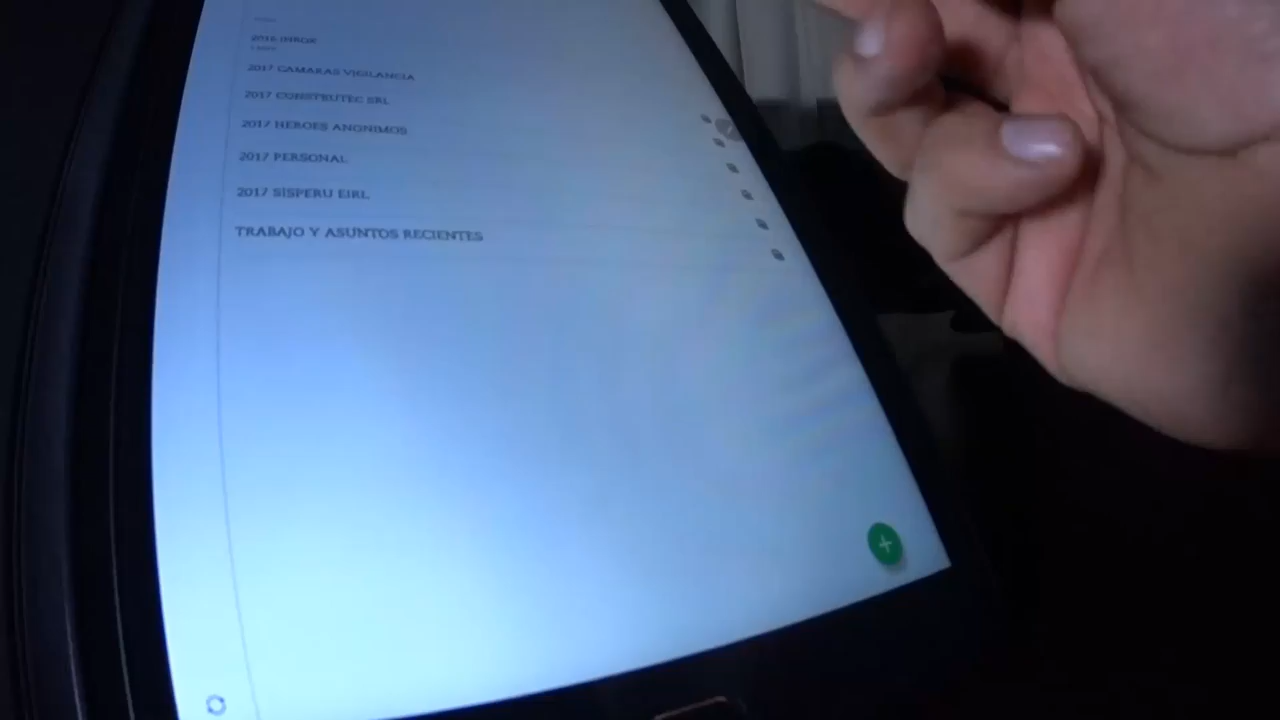 2017 CAMARAS VIGILANCIA
2017 CONSTRUTEC SRL
2017 HEROES ANONIMOS
2017 PERSONAL
2017 SISPERU EIRL
TRABAJO Y ASUNTOS RECIENTES